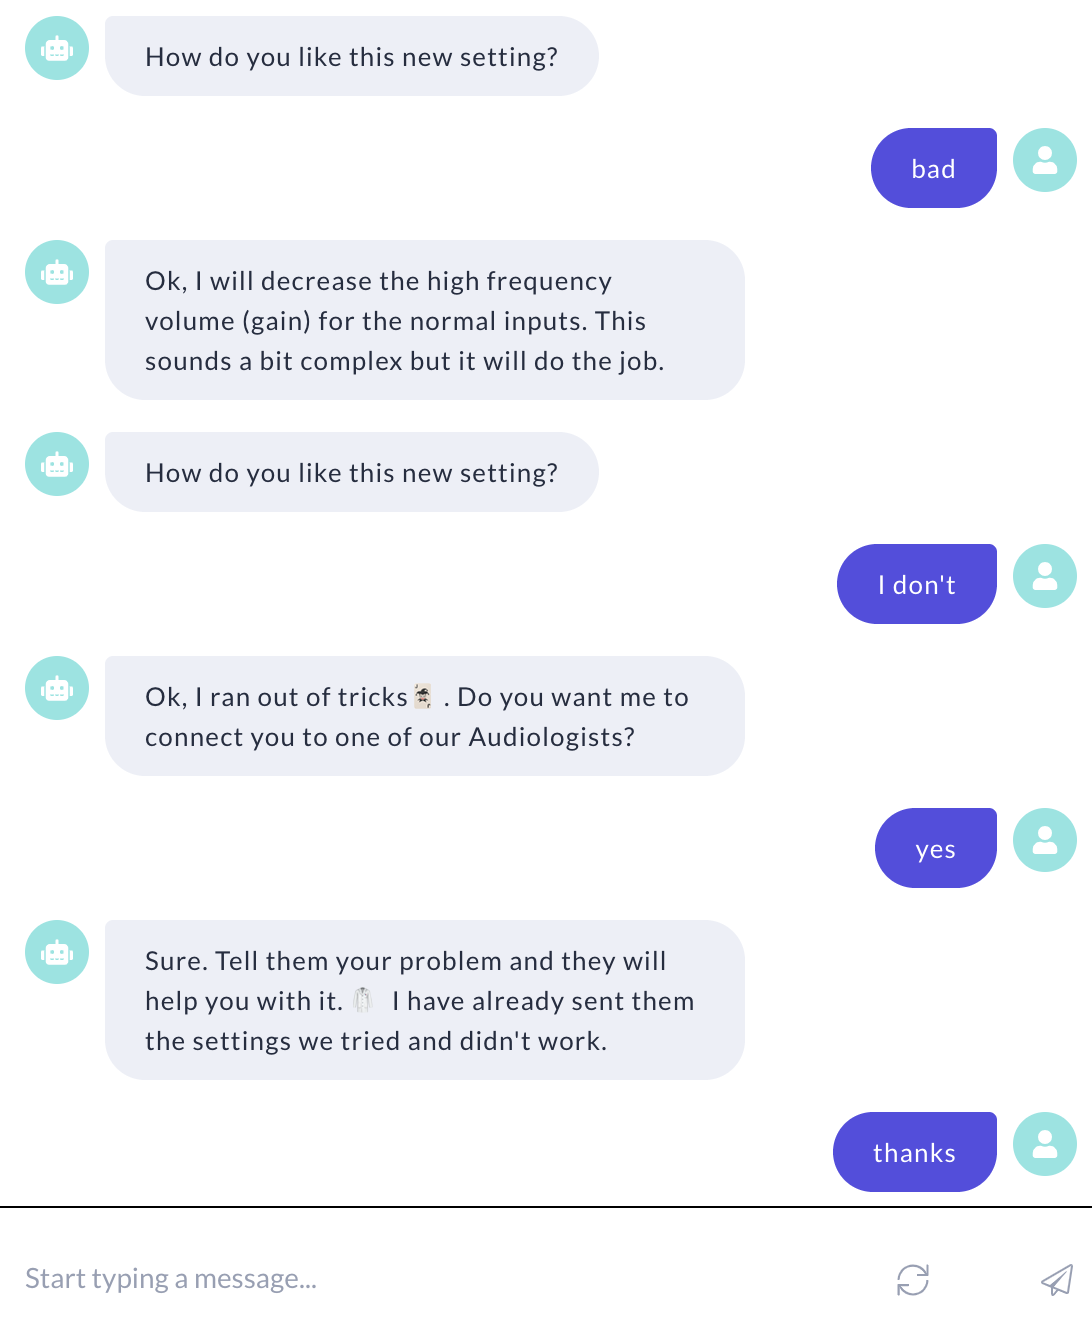 How do you like this new setting?
bad
Ok, I will decrease the high frequency
volume (gain) for the normal inputs. This
sounds a bit complex but it will do the job.
How do you like this new setting?
I don't
Ok, I ran out of tricks🃏 . Do you want me to
connect you to one of our Audiologists?
yes
Sure. Tell them your problem and they will
help you with it. 🥼 I have already sent them
the settings we tried and didn't work.
thanks
Start typing a message...